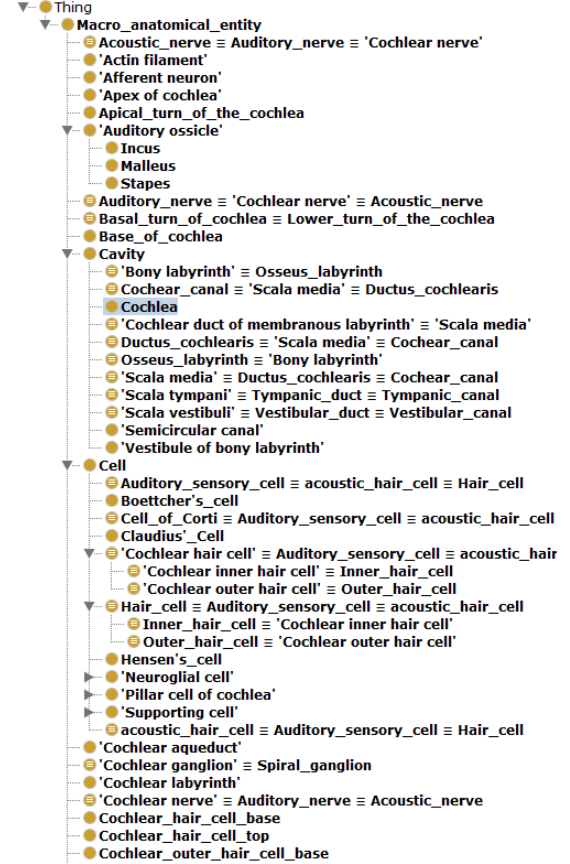 Thing
Macro_anatomical_entity
Acoustic_nerve ≡ Auditory_nerve ≡ 'Cochlear nerve'
'Actin filament'
'Afferent neuron'
'Apex of cochlea'
Apical_turn_of_the_cochlea
'Auditory ossicle'
Incus
Malleus
Stapes
Auditory_nerve ≡ 'Cochlear nerve' ≡ Acoustic_nerve
Basal_turn_of_cochlea ≡ Lower_turn_of_the_cochlea
Base_of_cochlea
Cavity
'Bony labyrinth' ≡ Osseus_labyrinth
Cochear_canal ≡ 'Scala media' ≡ Ductus_cochlearis
Cochlea
'Cochlear duct of membranous labyrinth' ≡ 'Scala media'
Ductus_cochlearis ≡ 'Scala media' ≡ Cochear_canal
Osseus_labyrinth ≡ 'Bony labyrinth'
'Scala media' ≡ Ductus_cochlearis ≡ Cochear_canal
'Scala tympani' ≡ Tympanic_duct ≡ Tympanic_canal
'Scala vestibuli' ≡ Vestibular_duct ≡ Vestibular_canal
'Semicircular canal'
'Vestibule of bony labyrinth'
Cell
Auditory_sensory_cell ≡ acoustic_hair_cell ≡ Hair_cell
Boettcher's_cell
Cell_of_Corti ≡ Auditory_sensory_cell ≡ acoustic_hair_cell
Claudius'_Cell
'Cochlear hair cell' ≡ Auditory_sensory_cell ≡ acoustic_hair
'Cochlear inner hair cell' ≡ Inner_hair_cell
'Cochlear outer hair cell' ≡ Outer_hair_cell
Hair_cell ≡ Auditory_sensory_cell ≡ acoustic_hair_cell
Inner_hair_cell ≡ 'Cochlear inner hair cell'
Outer_hair_cell ≡ 'Cochlear outer hair cell'
Hensen's_cell
'Neuroglial cell'
'Pillar cell of cochlea'
'Supporting cell'
acoustic_hair_cell ≡ Auditory_sensory_cell ≡ Hair_cell
'Cochlear aqueduct'
'Cochlear ganglion' ≡ Spiral_ganglion
'Cochlear labyrinth'
'Cochlear nerve' ≡ Auditory_nerve ≡ Acoustic_nerve
Cochlear_hair_cell_base
Cochlear_hair_cell_top
Cochlear_outer_hair_cell_base